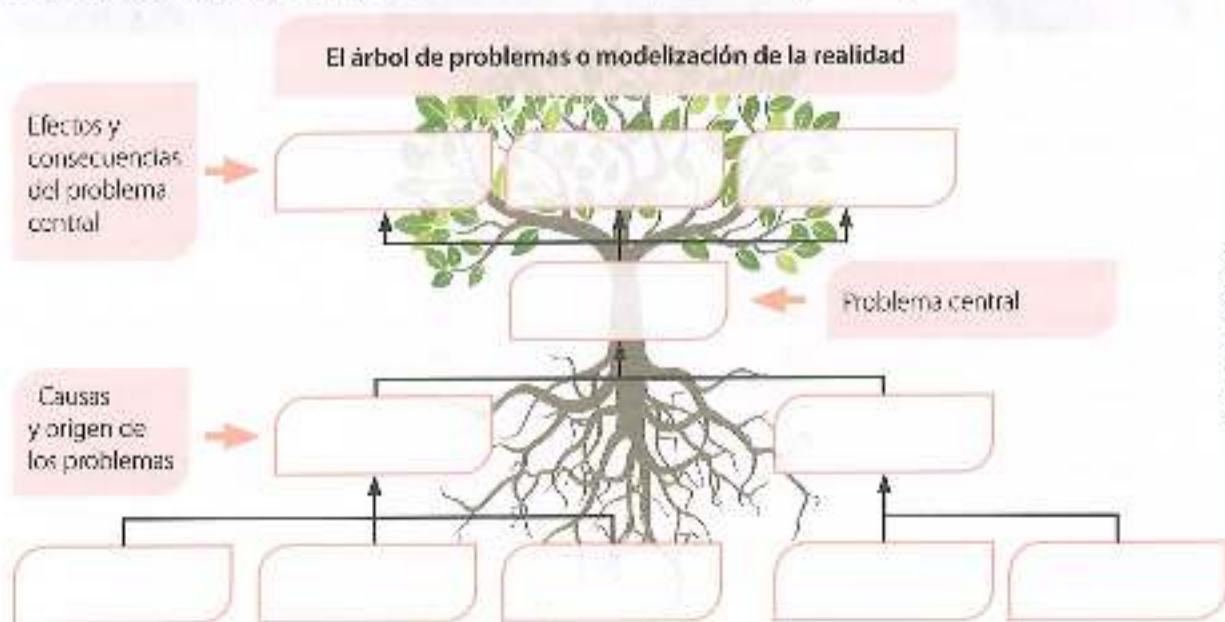 El árbol de problemas o modelización de la realidad
Efectos y
consecuencias
del problema
central
Problema central
Causas
y origen de
los problemas